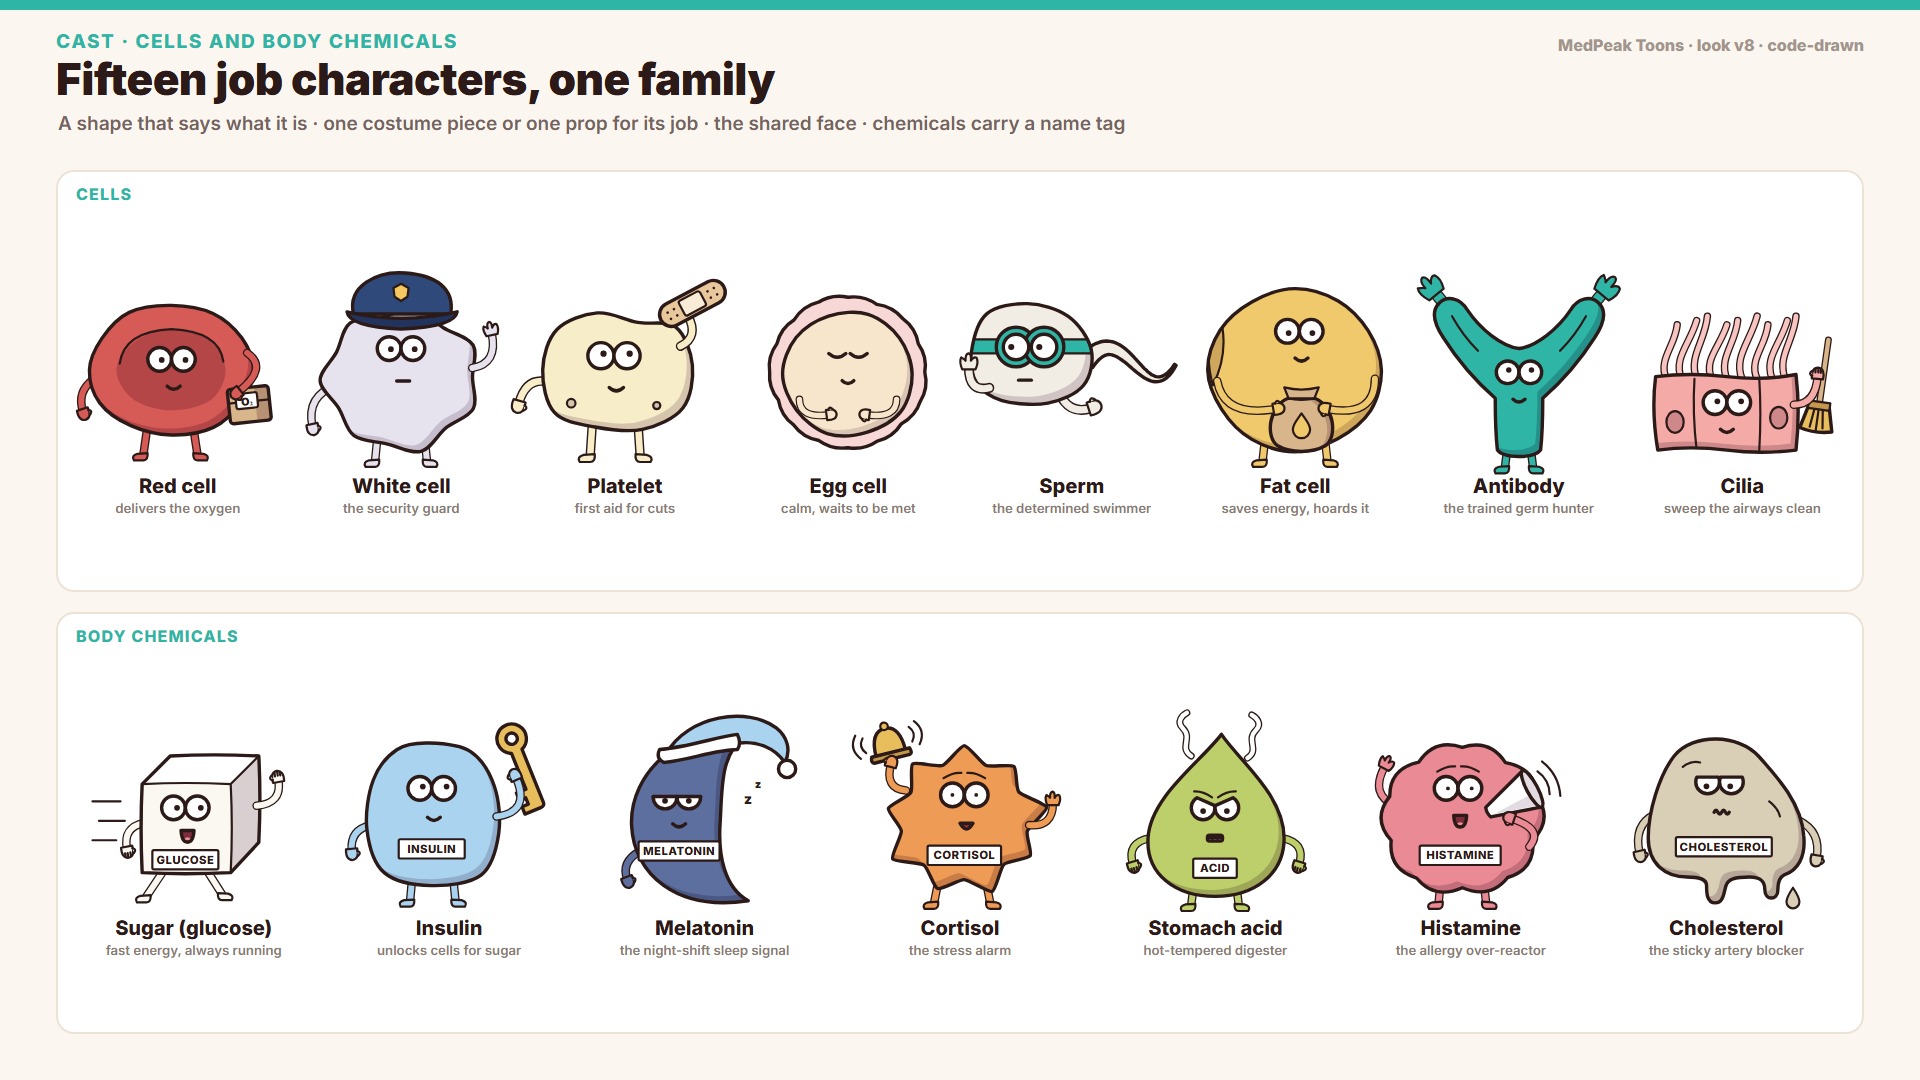 CAST · CELLS AND BODY CHEMICALS
MedPeak Toons · look v8 · code-drawn
Fifteen job characters, one family
A shape that says what it is · one costume piece or one prop for its job · the shared face · chemicals carry a name tag
CELLS
Red cell
delivers the oxygen
White cell
the security guard
Platelet
first aid for cuts
Egg cell
calm, waits to be met
Sperm
the determined swimmer
Fat cell
saves energy, hoards it
Antibody
the trained germ hunter
Cilia
sweep the airways clean
BODY CHEMICALS
z
z
GLUCOSE
INSULIN
MELATONIN
CORTISOL
ACID
HISTAMINE
CHOLESTEROL
Sugar (glucose)
fast energy, always running
Insulin
unlocks cells for sugar
Melatonin
the night-shift sleep signal
Cortisol
the stress alarm
Stomach acid
hot-tempered digester
Histamine
the allergy over-reactor
Cholesterol
the sticky artery blocker